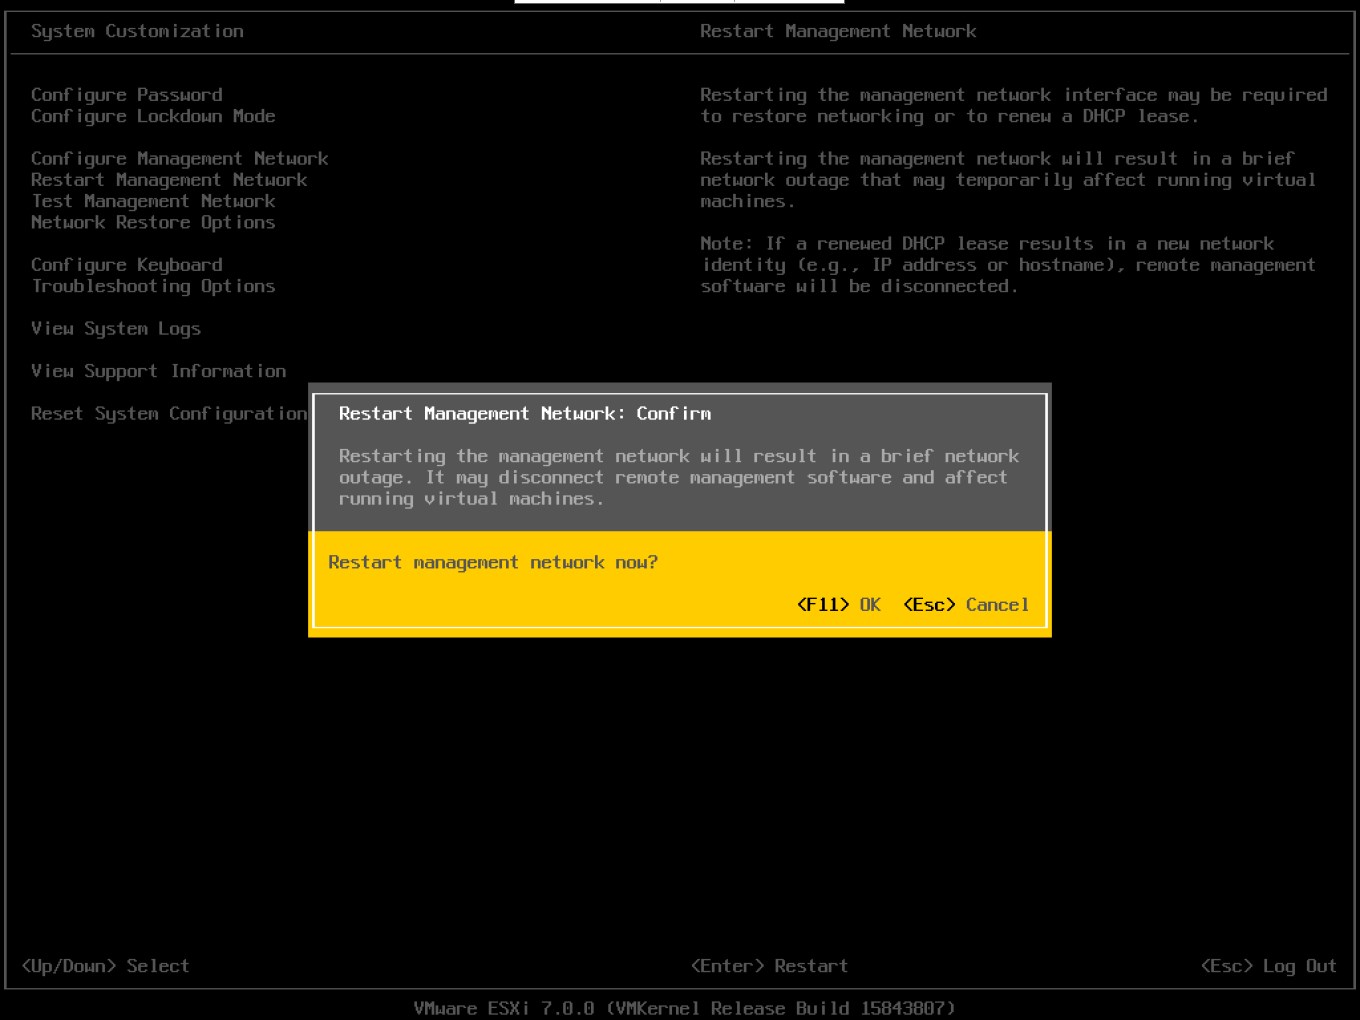 System Customization
Restart Management Network
Configure Password
Configure Lockdown Mode
Configure Management Network
Restart Management Network
Test Management Network
Network Restore Options
Configure Keyboard
Troubleshooting Options
View System Logs
View Support Information
Reset System Configuration
Restarting the management network interface may be required
to restore networking or to renew a DHCP lease.
Restarting the management network will result in a brief
network outage that may temporarily affect running virtual
machines.
Note: If a renewed DHCP lease results in a new network
identity (e.g., IP address or hostname), remote management
software will be disconnected.
Restart Management Network: Confirm
Restarting the management network will result in a brief network
outage. It may disconnect remote management software and affect
running virtual machines.
Restart management network now?
<F11> OK <Esc> Cancel
<Up/Down> Select
<Enter> Restart
<Esc> Log Out
VMware ESXi 7.0.0 (VMKernel Release Build 15843807)